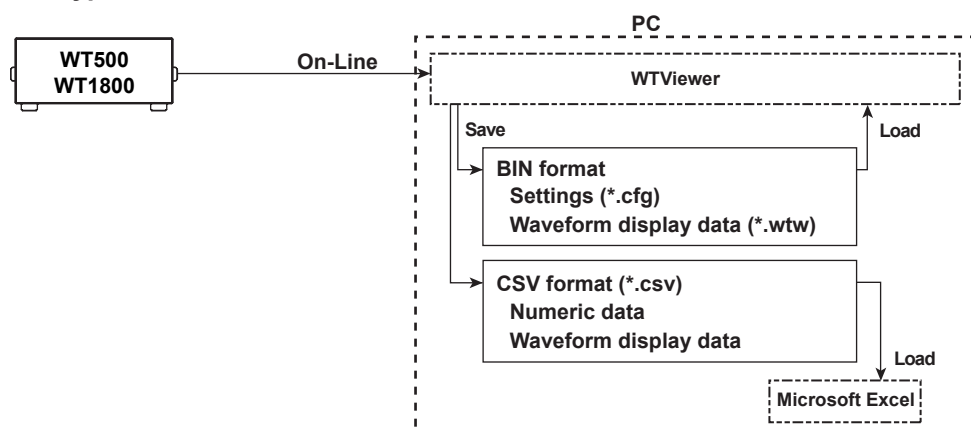 PC
WT500
WT1800
On-Line
WTViewer
Save
Load
BIN format
Settings (*.cfg)
Waveform display data (*.wtw)
CSV format (*.csv)
Numeric data
Waveform display data
Load
Microsoft Excel